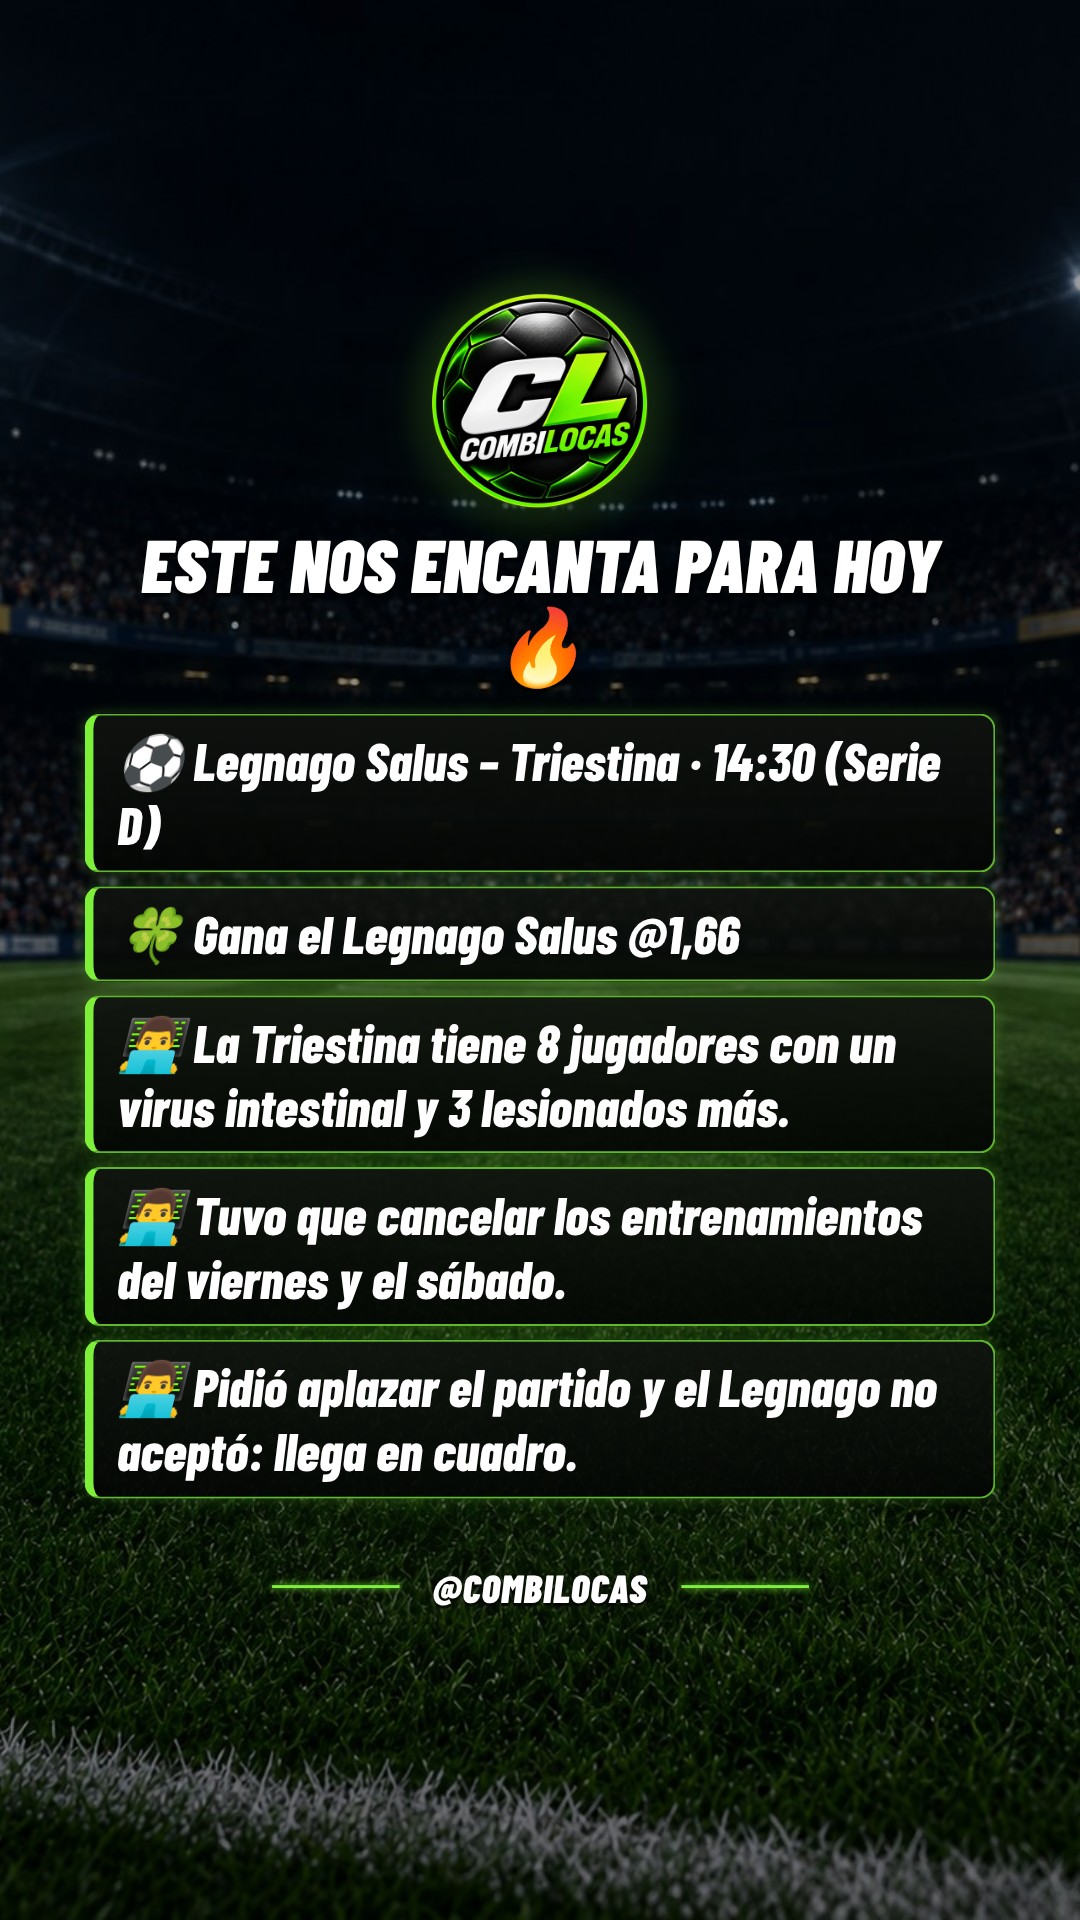 CL
COMBILOCAS
ESTE NOS ENCANTA PARA HOY
🔥
⚽ Legnago Salus – Triestina · 14:30 (Serie
D)
🍀 Gana el Legnago Salus @1,66
👨‍💻 La Triestina tiene 8 jugadores con un
virus intestinal y 3 lesionados más.
👨‍💻 Tuvo que cancelar los entrenamientos
del viernes y el sábado.
👨‍💻 Pidió aplazar el partido y el Legnago no
aceptó: llega en cuadro.
@COMBILOCAS